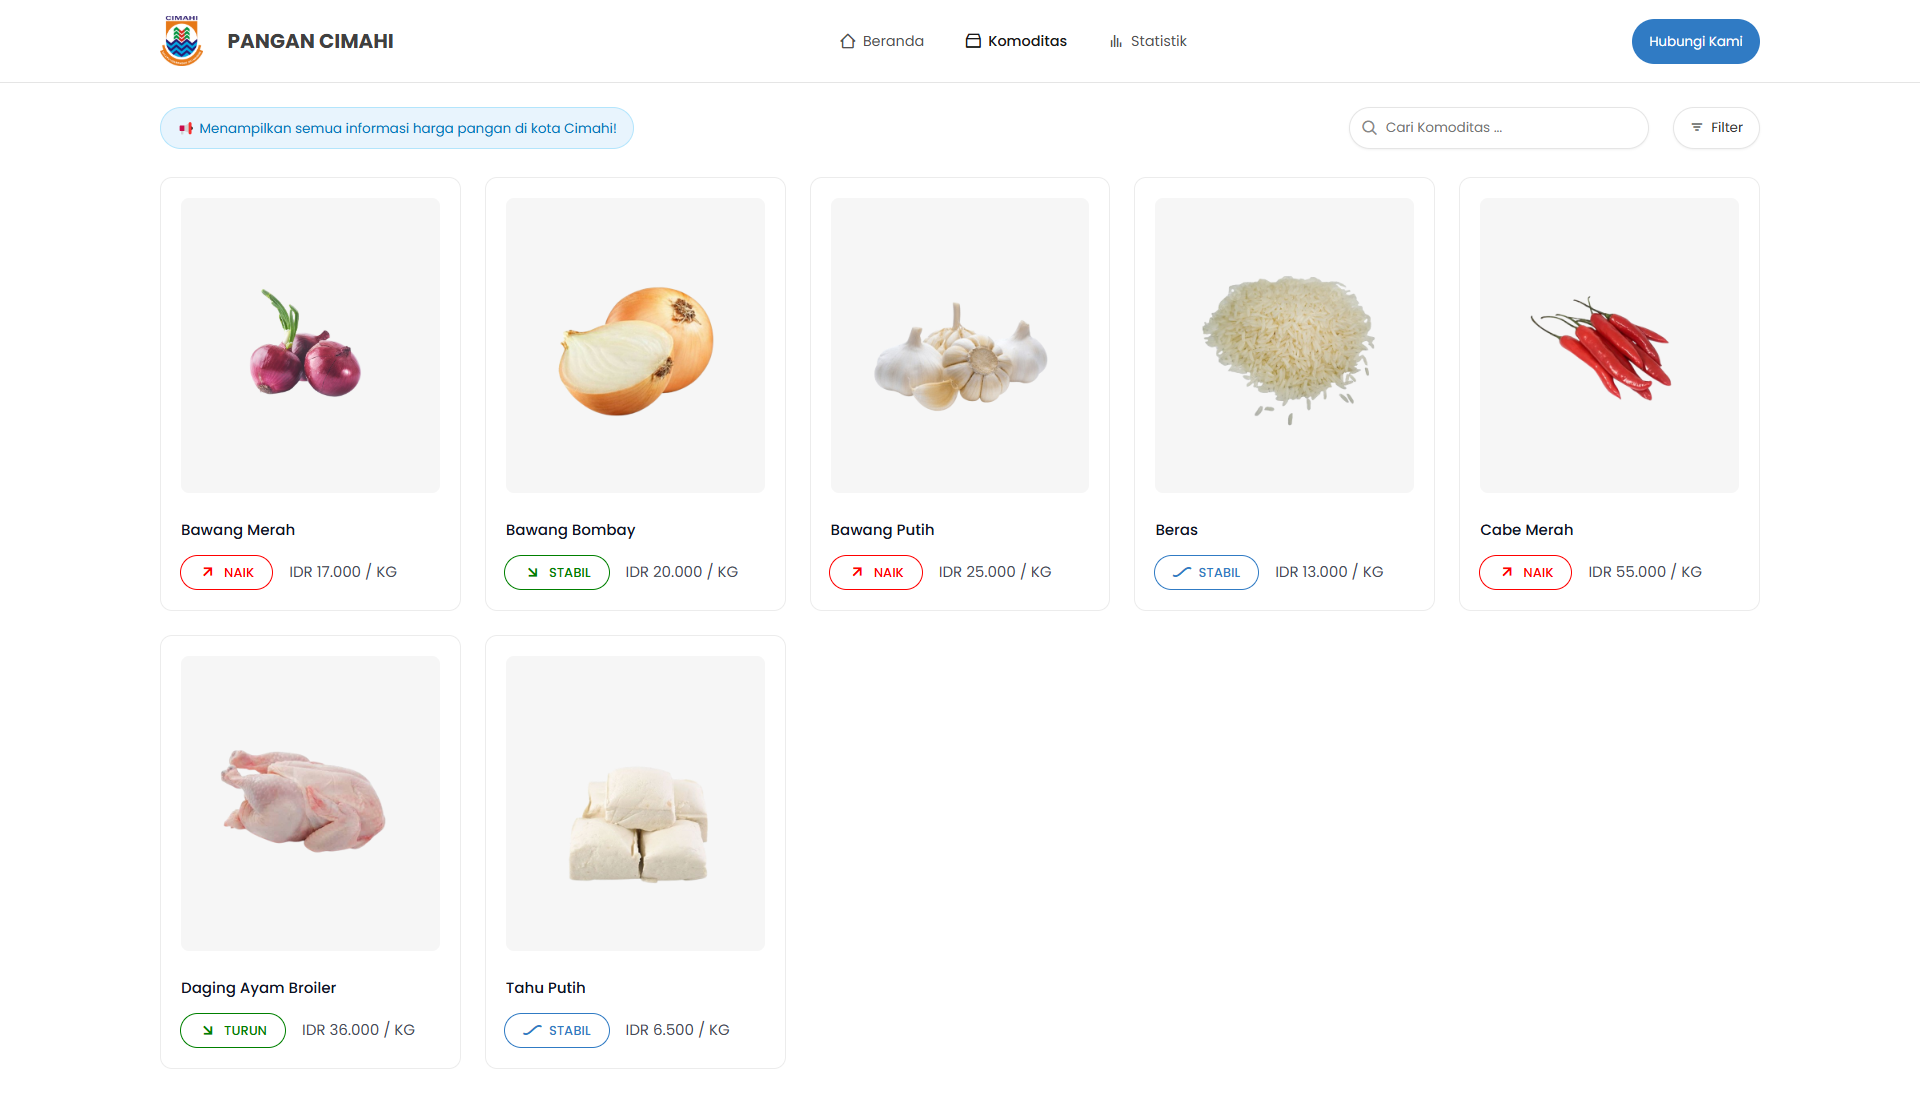 CIMAHI
PANGAN CIMAHI
Beranda
Komoditas
Statistik
Hubungi Kami
Menampilkan semua informasi harga pangan di kota Cimahi!
Cari Komoditas ...
Filter
Bawang Merah
NAIK IDR 17.000 / KG
Bawang Bombay
STABIL IDR 20.000 / KG
Bawang Putih
NAIK IDR 25.000 / KG
Beras
STABIL IDR 13.000 / KG
Cabe Merah
NAIK IDR 55.000 / KG
Daging Ayam Broiler
TURUN IDR 36.000 / KG
Tahu Putih
STABIL IDR 6.500 / KG